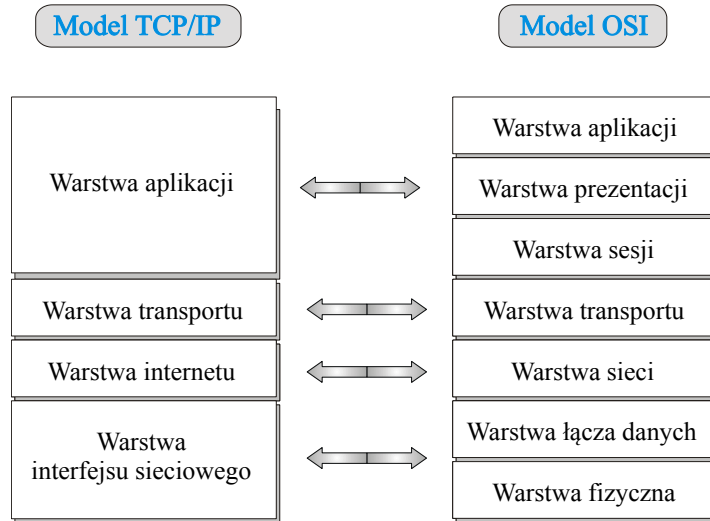 Model TCP/IP
Model OSI
Warstwa aplikacji
Warstwa transportu
Warstwa internetu
Warstwa
interfejsu sieciowego
Warstwa aplikacji
Warstwa prezentacji
Warstwa sesji
Warstwa transportu
Warstwa sieci
Warstwa łącza danych
Warstwa fizyczna